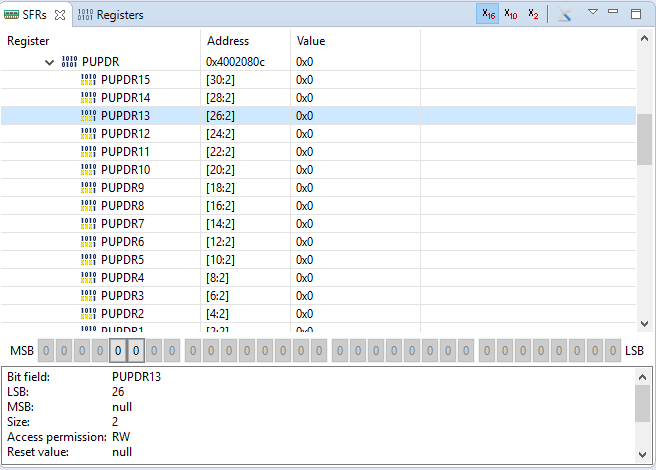 SFRs Registers X16 X10 X2
Register Address Value
PUPDR 0x4002080c 0x0
PUPDR15 [30:2] 0x0
PUPDR14 [28:2] 0x0
PUPDR13 [26:2] 0x0
PUPDR12 [24:2] 0x0
PUPDR11 [22:2] 0x0
PUPDR10 [20:2] 0x0
PUPDR9 [18:2] 0x0
PUPDR8 [16:2] 0x0
PUPDR7 [14:2] 0x0
PUPDR6 [12:2] 0x0
PUPDR5 [10:2] 0x0
PUPDR4 [8:2] 0x0
PUPDR3 [6:2] 0x0
PUPDR2 [4:2] 0x0
PUPDR1 [2:2] 0x0
MSB 0 0 0 0 0 0 0 0 0 0 0 0 0 0 0 0 0 0 0 0 0 0 0 0 0 0 0 0 0 0 0 0 LSB
Bit field: PUPDR13
LSB: 26
MSB: null
Size: 2
Access permission: RW
Reset value: null